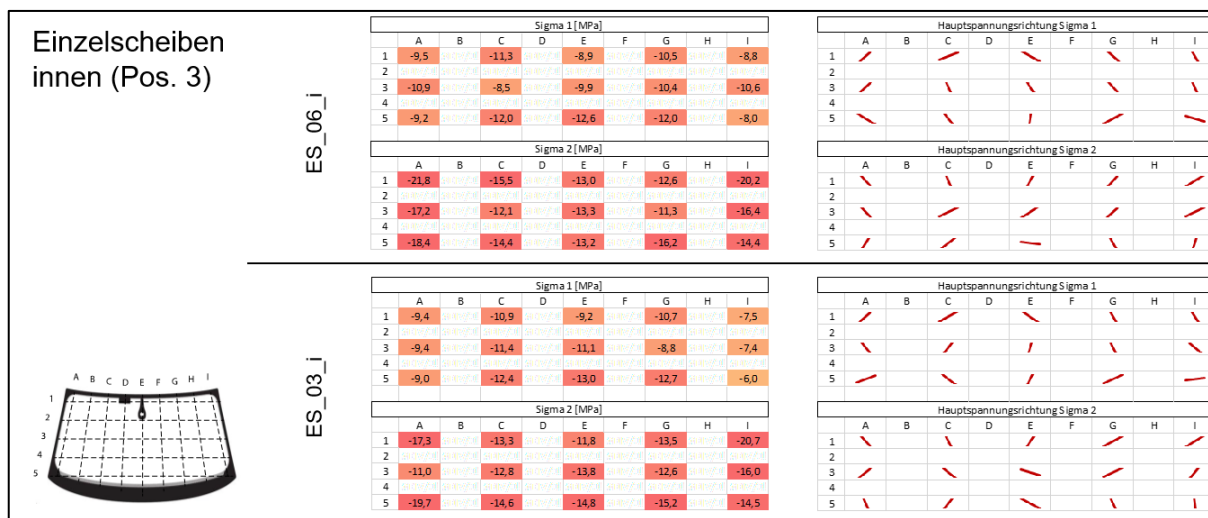 Einzelscheiben
innen (Pos. 3)
ES_06_i
Sigma 1 [MPa]
A B C D E F G H I
1 -9,5 -11,3 -8,9 -10,5 -8,8
2
3 -10,9 -8,5 -9,9 -10,4 -10,6
4
5 -9,2 -12,0 -12,6 -12,0 -8,0
Hauptspannungsrichtung Sigma 1
A B C D E F G H I
1
2
3
4
5
Sigma 2 [MPa]
A B C D E F G H I
1 -21,8 -15,5 -13,0 -12,6 -20,2
2
3 -17,2 -12,1 -13,3 -11,3 -16,4
4
5 -18,4 -14,4 -13,2 -16,2 -14,4
Hauptspannungsrichtung Sigma 2
A B C D E F G H I
1
2
3
4
5
ES_03_i
Sigma 1 [MPa]
A B C D E F G H I
1 -9,4 -10,9 -9,2 -10,7 -7,5
2
3 -9,4 -11,4 -11,1 -8,8 -7,4
4
5 -9,0 -12,4 -13,0 -12,7 -6,0
Hauptspannungsrichtung Sigma 1
A B C D E F G H I
1
2
3
4
5
Sigma 2 [MPa]
A B C D E F G H I
1 -17,3 -13,3 -11,8 -13,5 -20,7
2
3 -11,0 -12,8 -13,8 -12,6 -16,0
4
5 -19,7 -14,6 -14,8 -15,2 -14,5
Hauptspannungsrichtung Sigma 2
A B C D E F G H I
1
2
3
4
5
A B C D E F G H I
1
2
3
4
5